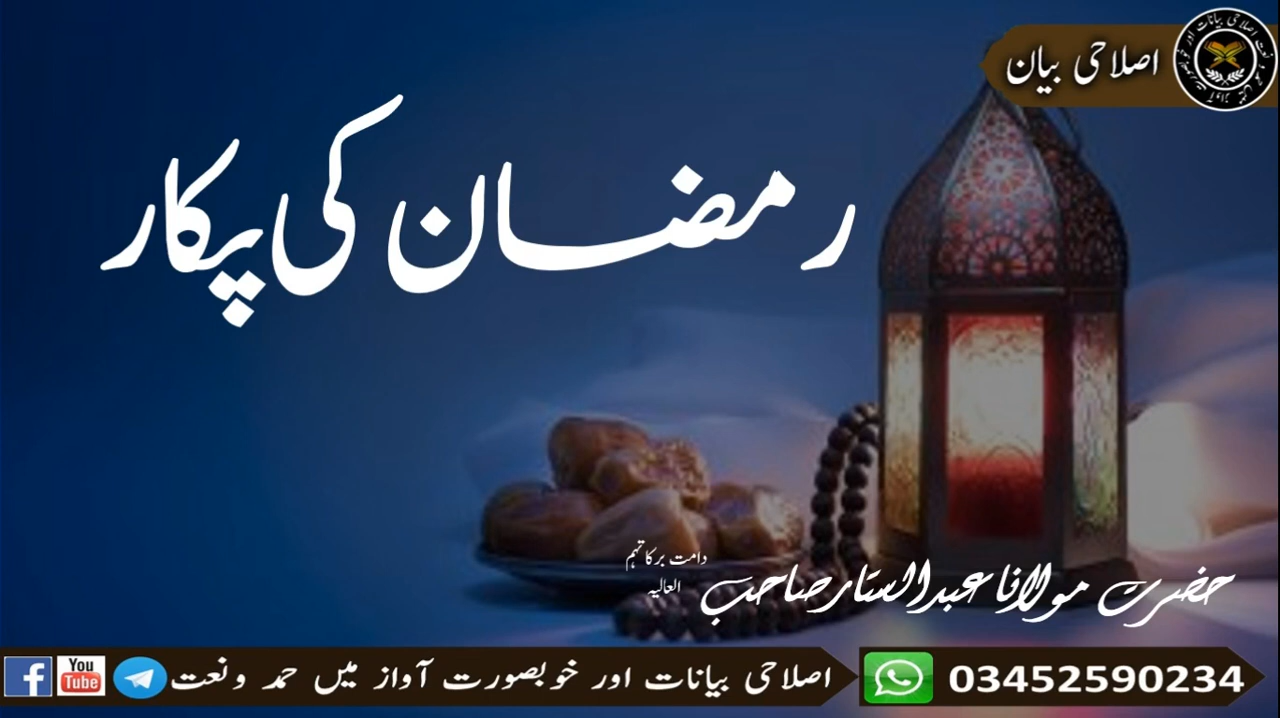 اصلاحی بیان
رمضان کی پکار
حضرت مولانا عبدالستار صاحب دامت برکاتہم العالیہ
اصلاحی بیانات اور خوبصورت آواز میں حمد و نعت
You Tube
03452590234